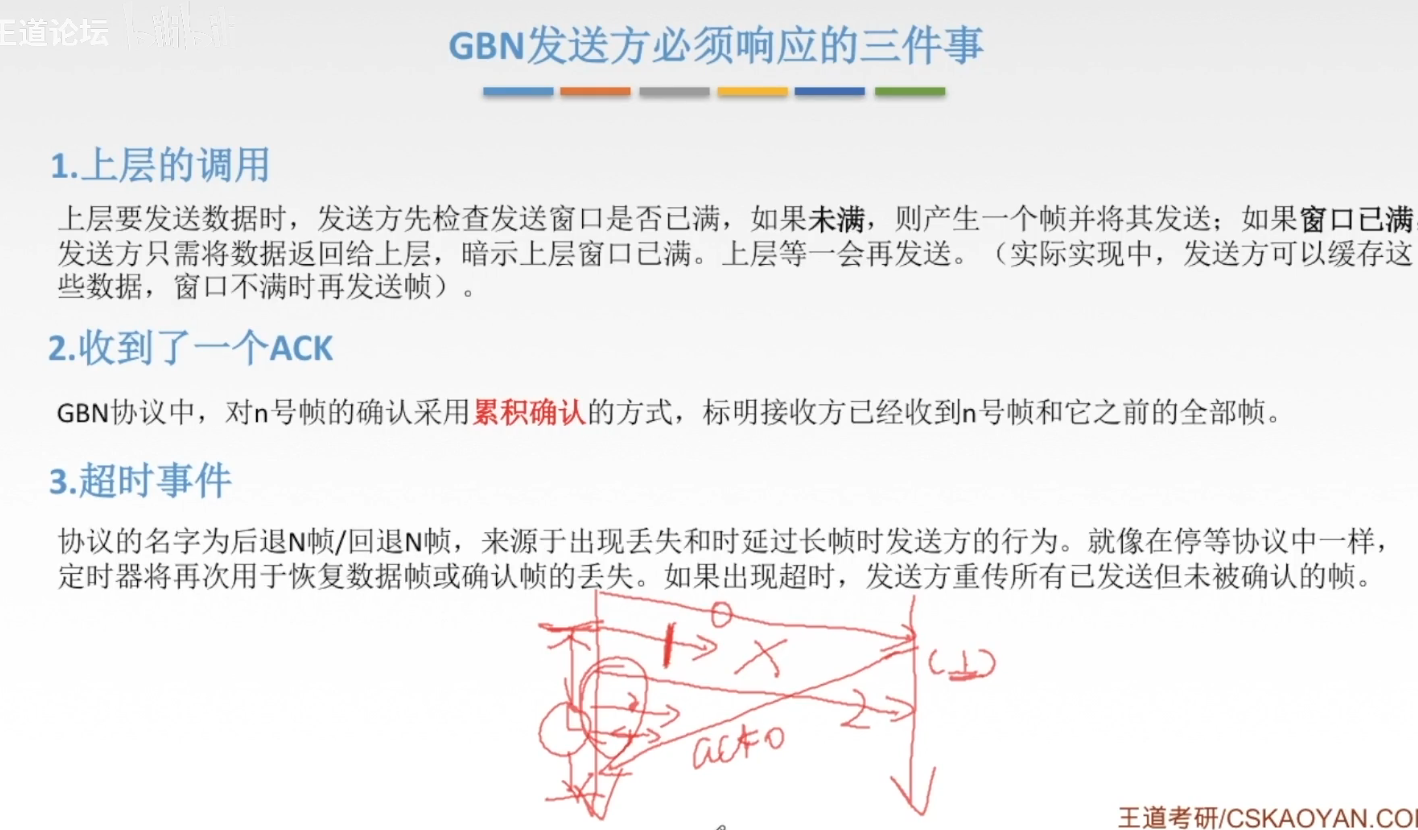 王道论坛
GBN发送方必须响应的三件事
1.上层的调用
上层要发送数据时，发送方先检查发送窗口是否已满，如果未满，则产生一个帧并将其发送；如果窗口已满，
发送方只需将数据返回给上层，暗示上层窗口已满。上层等一会再发送。（实际实现中，发送方可以缓存这
些数据，窗口不满时再发送帧）。
2.收到了一个ACK
GBN协议中，对n号帧的确认采用累积确认的方式，标明接收方已经收到n号帧和它之前的全部帧。
3.超时事件
协议的名字为后退N帧/回退N帧，来源于出现丢失和时延过长帧时发送方的行为。就像在停等协议中一样，
定时器将再次用于恢复数据帧或确认帧的丢失。如果出现超时，发送方重传所有已发送但未被确认的帧。
0
1
2
ack0
王道考研/CSKAOYAN.COM